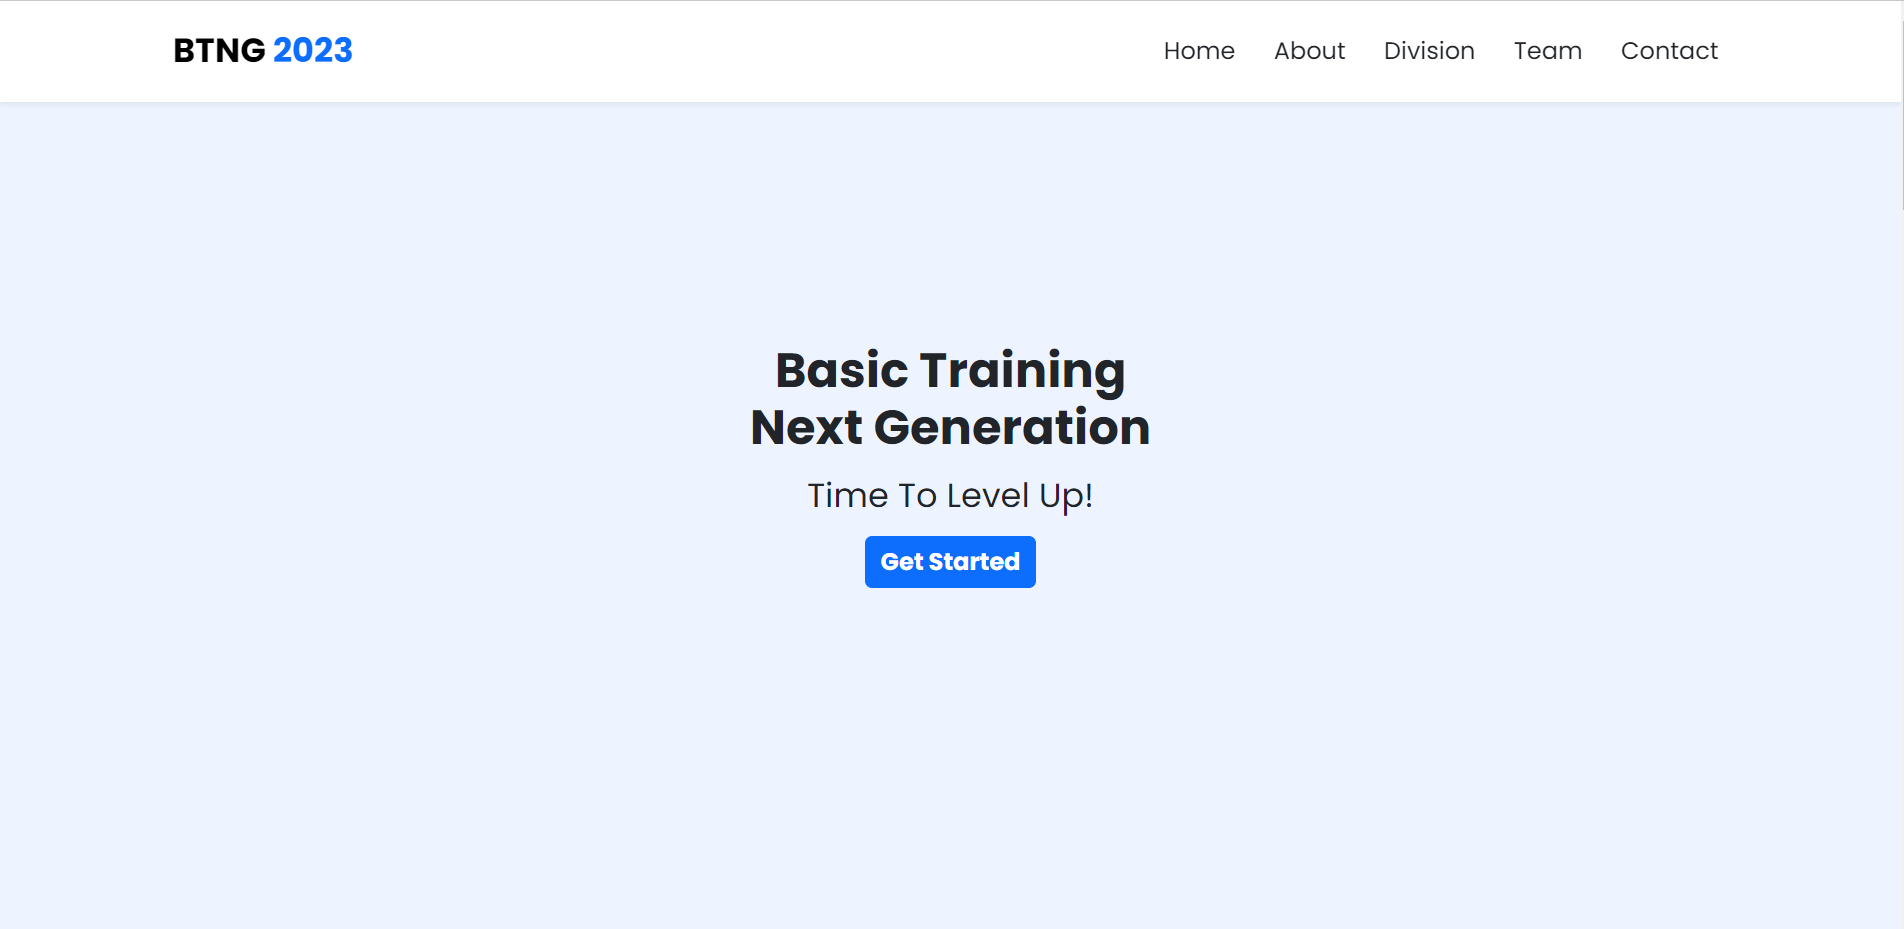 BTNG 2023
Home About Division Team Contact
Basic Training
Next Generation
Time To Level Up!
Get Started